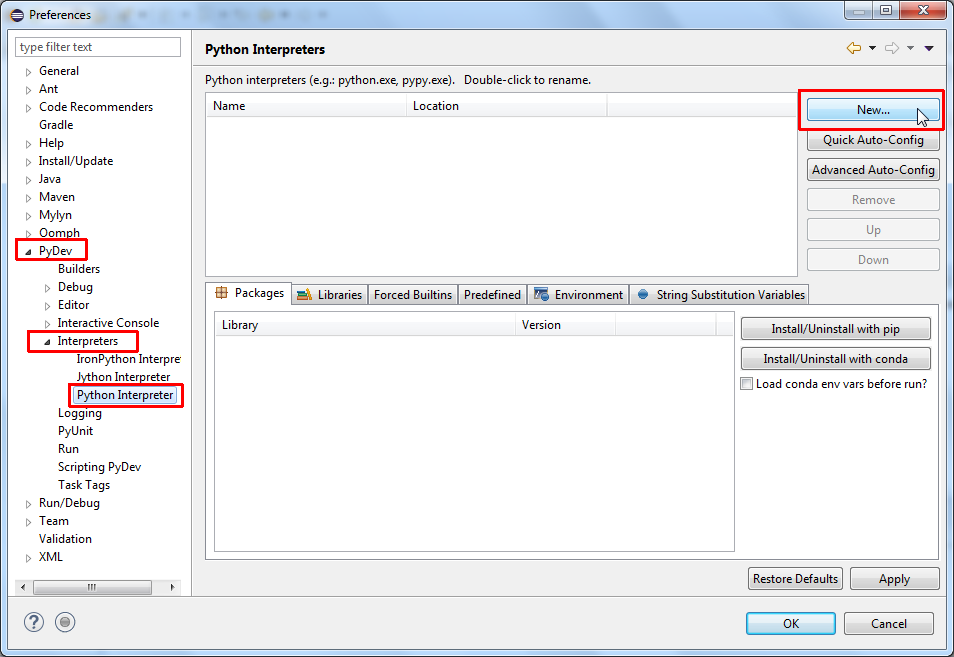 Preferences
type filter text
General
Ant
Code Recommenders
Gradle
Help
Install/Update
Java
Maven
Mylyn
Oomph
PyDev
Builders
Debug
Editor
Interactive Console
Interpreters
IronPython Interpre
Jython Interpreter
Python Interpreter
Logging
PyUnit
Run
Scripting PyDev
Task Tags
Run/Debug
Team
Validation
XML
Python Interpreters
Python interpreters (e.g.: python.exe, pypy.exe).   Double-click to rename.
Name Location
New...
Quick Auto-Config
Advanced Auto-Config
Remove
Up
Down
Packages Libraries Forced Builtins Predefined Environment String Substitution Variables
Library Version
Install/Uninstall with pip
Install/Uninstall with conda
Load conda env vars before run?
Restore Defaults Apply
? OK Cancel